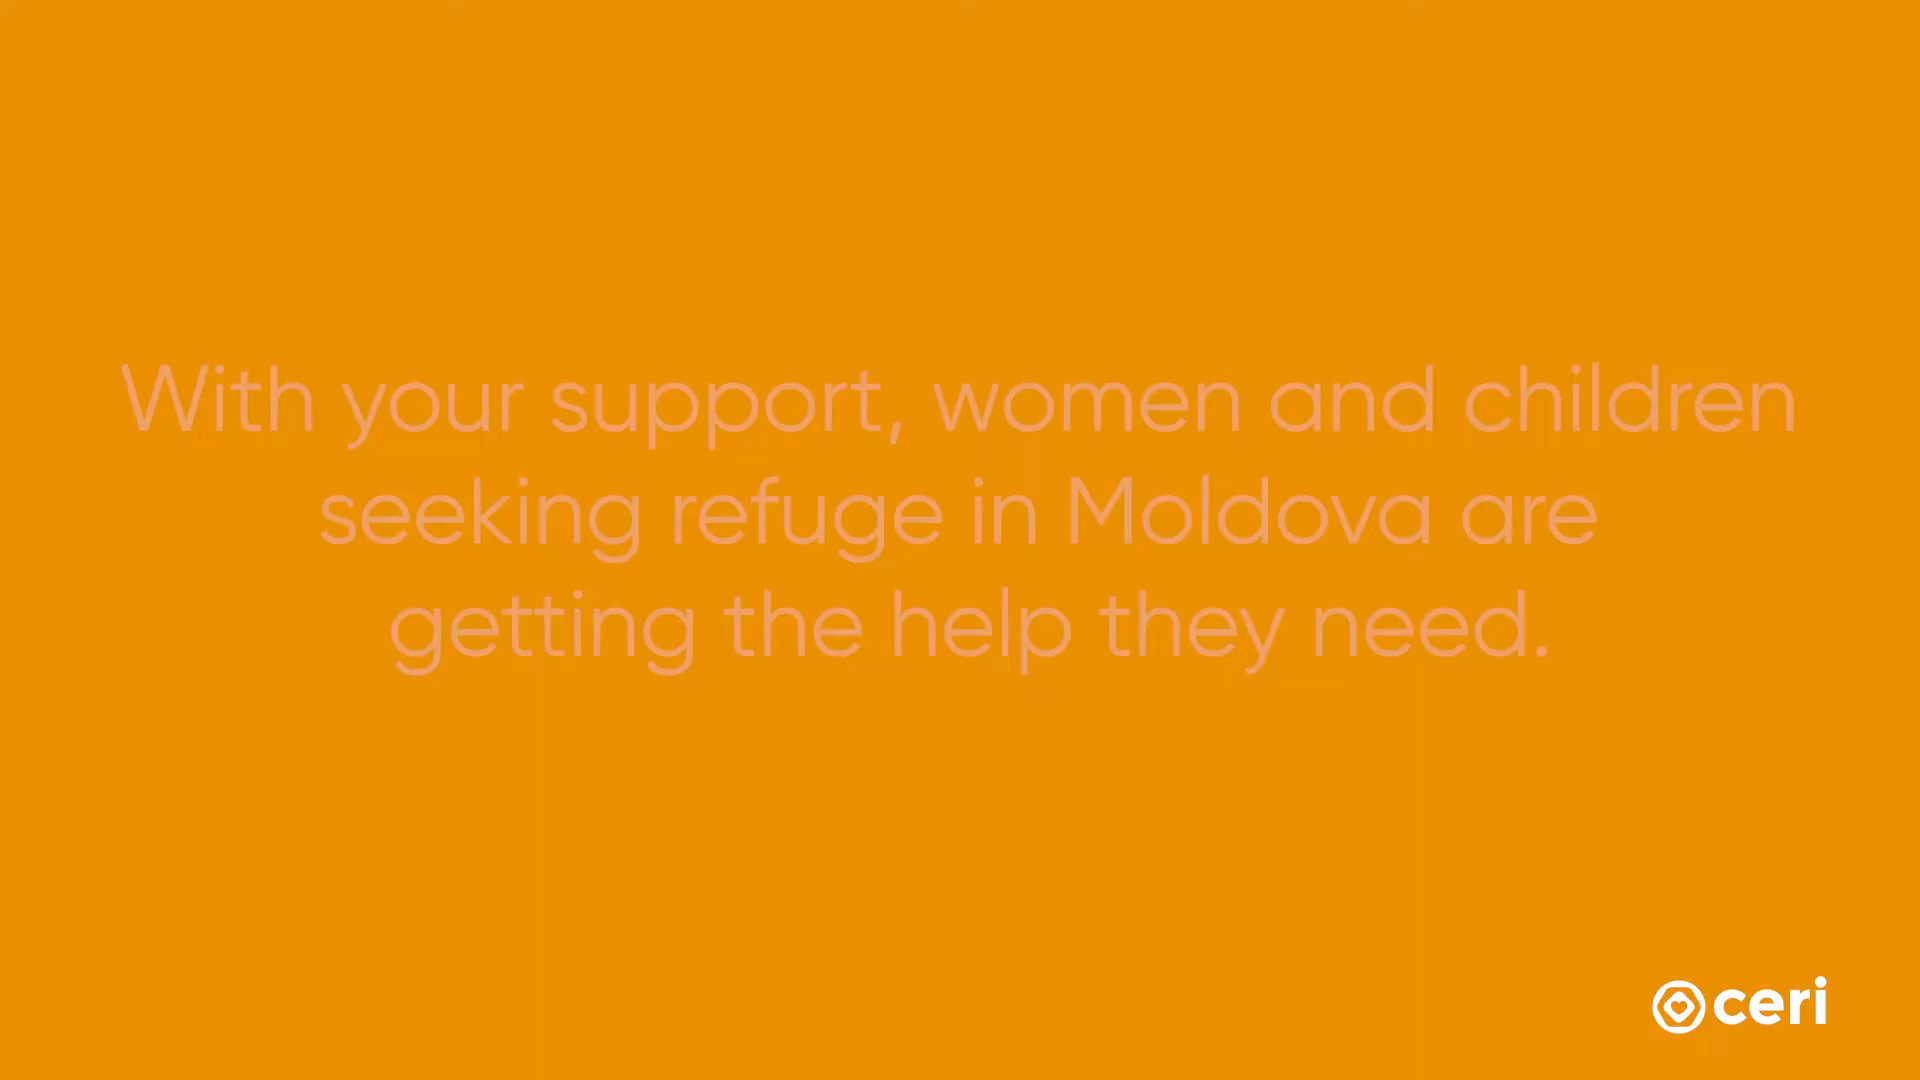 With your support, women and children
seeking refuge in Moldova are
getting the help they need.
ceri